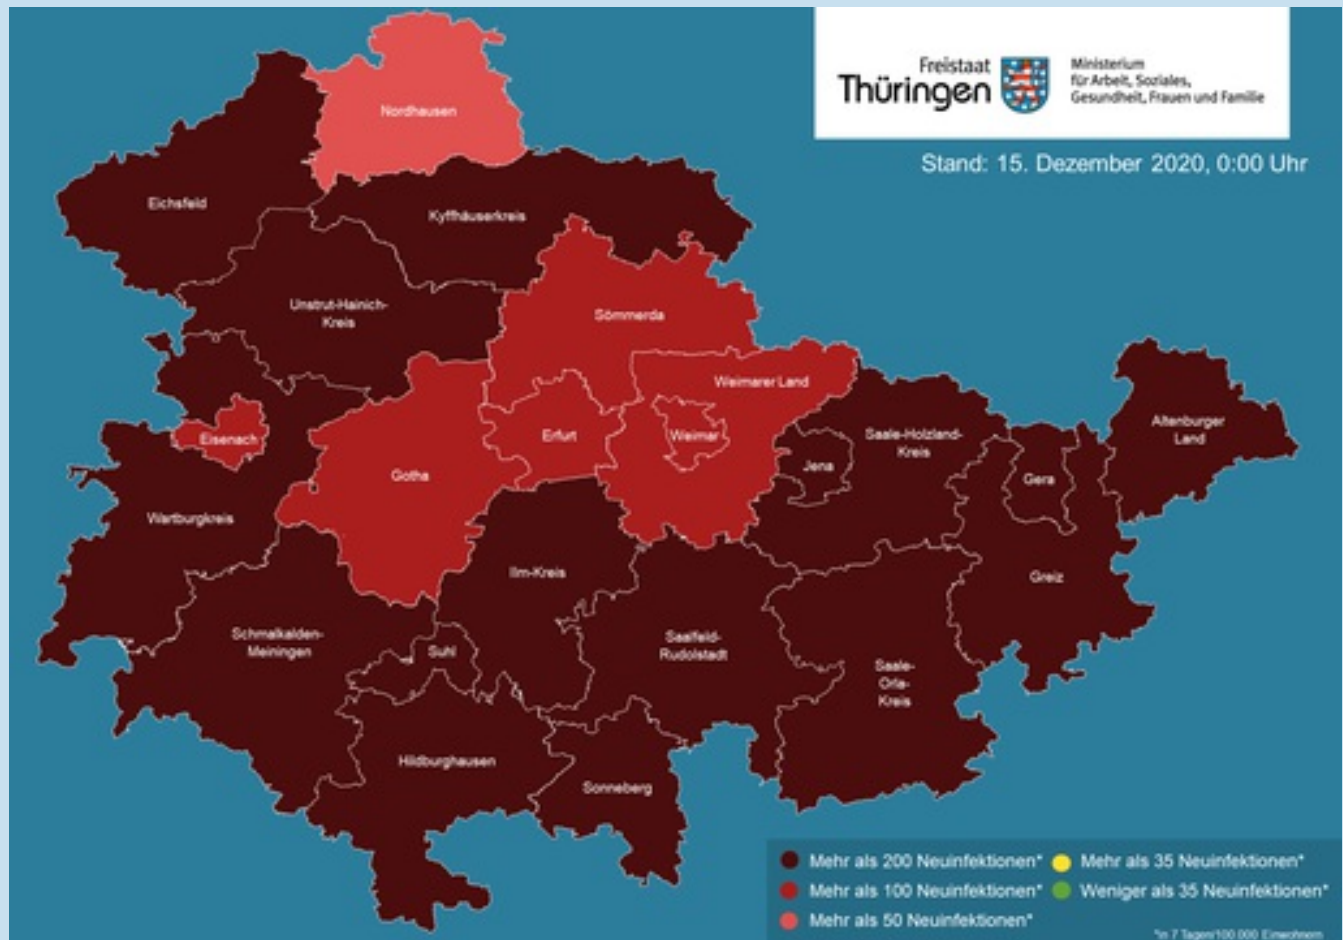 Freistaat
Thüringen
Ministerium
für Arbeit, Soziales,
Gesundheit, Frauen und Familie
Stand: 15. Dezember 2020, 0:00 Uhr
Nordhausen
Eichsfeld
Kyffhäuserkreis
Unstrut-Hainich-
Kreis
Sömmerda
Weimarer Land
Eisenach
Erfurt
Weimar
Gotha
Jena
Saale-Holzland-
Kreis
Gera
Altenburger
Land
Wartburgkreis
Ilm-Kreis
Greiz
Schmalkalden-
Meiningen
Suhl
Saalfeld-
Rudolstadt
Saale-
Orla-
Kreis
Hildburghausen
Sonneberg
Mehr als 200 Neuinfektionen*
Mehr als 100 Neuinfektionen*
Mehr als 50 Neuinfektionen*
Mehr als 35 Neuinfektionen*
Weniger als 35 Neuinfektionen*
*in 7 Tagen/100.000 Einwohnern